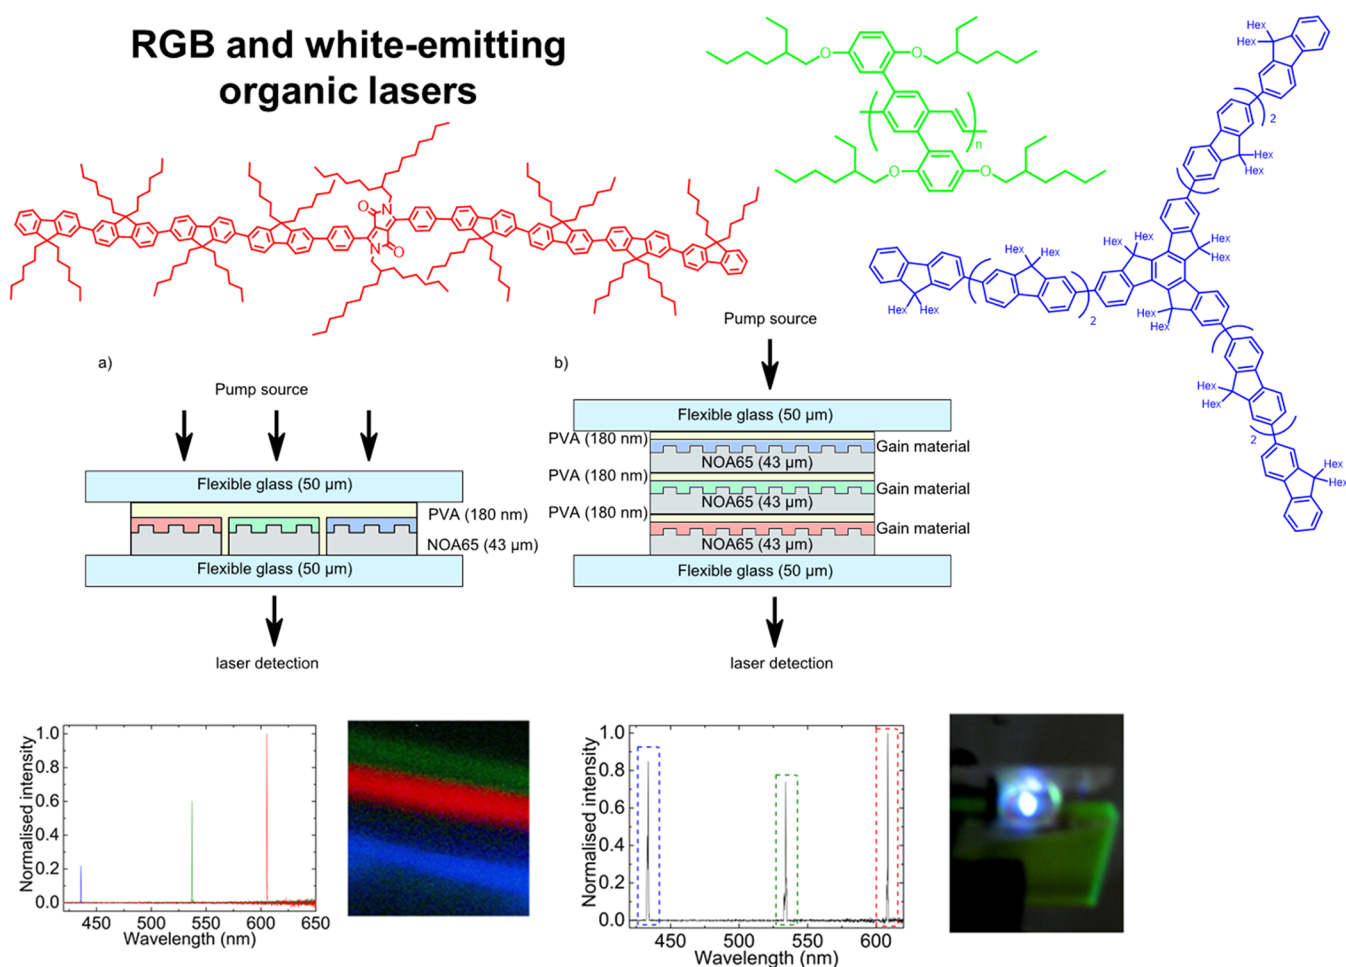 RGB and white-emitting
organic lasers
O
O
O
O
n
N
O
O
N
Hex
Hex
2
Hex
Hex
Hex
Hex
Hex
Hex
Hex
Hex
Hex
Hex
2
Hex
Hex
Hex
Hex
2
Hex
Hex
a)
Pump source
Flexible glass (50 µm)
PVA (180 nm)
NOA65 (43 µm)
Flexible glass (50 µm)
laser detection
b)
Pump source
Flexible glass (50 µm)
PVA (180 nm)
Gain material
NOA65 (43 µm)
PVA (180 nm)
Gain material
NOA65 (43 µm)
PVA (180 nm)
Gain material
NOA65 (43 µm)
Flexible glass (50 µm)
laser detection
Normalised intensity
1.0
0.8
0.6
0.4
0.2
0.0
450 500 550 600 650
Wavelength (nm)
Normalised intensity
1.0
0.8
0.6
0.4
0.2
0.0
450 500 550 600
Wavelength (nm)